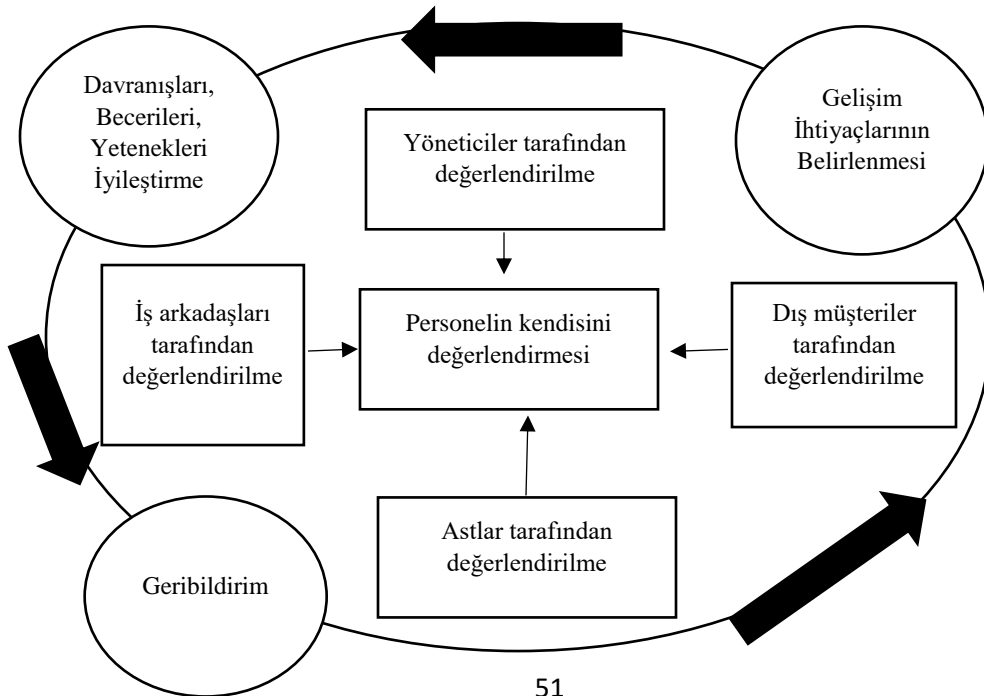 Davranışları,
Becerileri,
Yetenekleri
İyileştirme
Yöneticiler tarafından
değerlendirilme
Gelişim
İhtiyaçlarının
Belirlenmesi
İş arkadaşları
tarafından
değerlendirilme
Personelin kendisini
değerlendirmesi
Dış müşteriler
tarafından
değerlendirilme
Geribildirim
Astlar tarafından
değerlendirilme
51